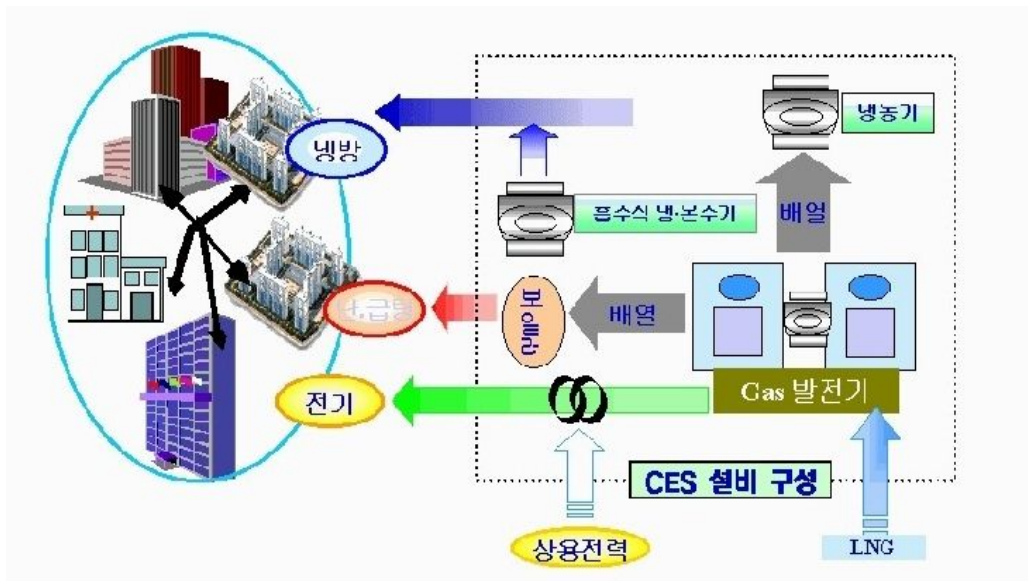 냉방
냉농기
흡수식 냉·온수기
배열
보일러
배열
Gas 발전기
전기
CES 설비 구성
상용전력
LNG